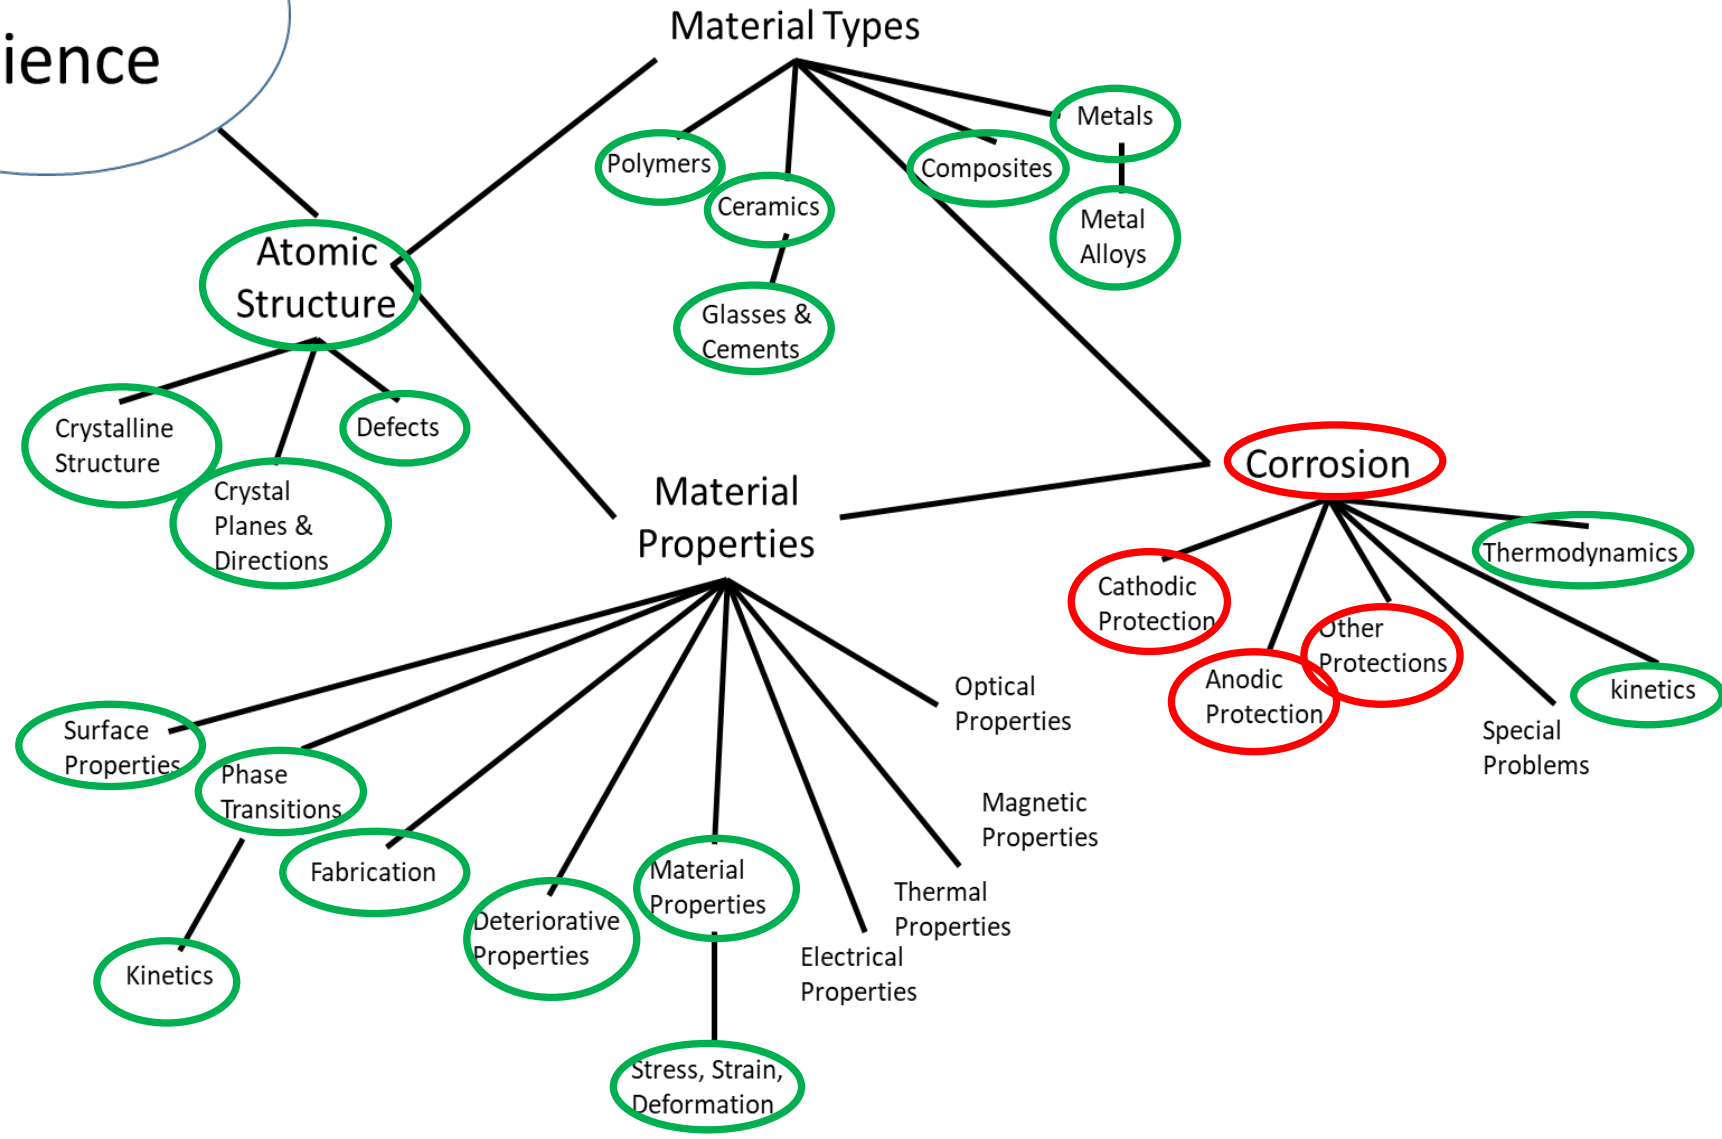 ience
Material Types
Polymers
Ceramics
Glasses &
Cements
Composites
Metals
Metal
Alloys
Atomic
Structure
Crystalline
Structure
Crystal
Planes &
Directions
Defects
Material
Properties
Surface
Properties
Phase
Transitions
Kinetics
Fabrication
Deteriorative
Properties
Material
Properties
Stress, Strain,
Deformation
Electrical
Properties
Thermal
Properties
Magnetic
Properties
Optical
Properties
Corrosion
Cathodic
Protection
Anodic
Protection
Other
Protections
Special
Problems
kinetics
Thermodynamics